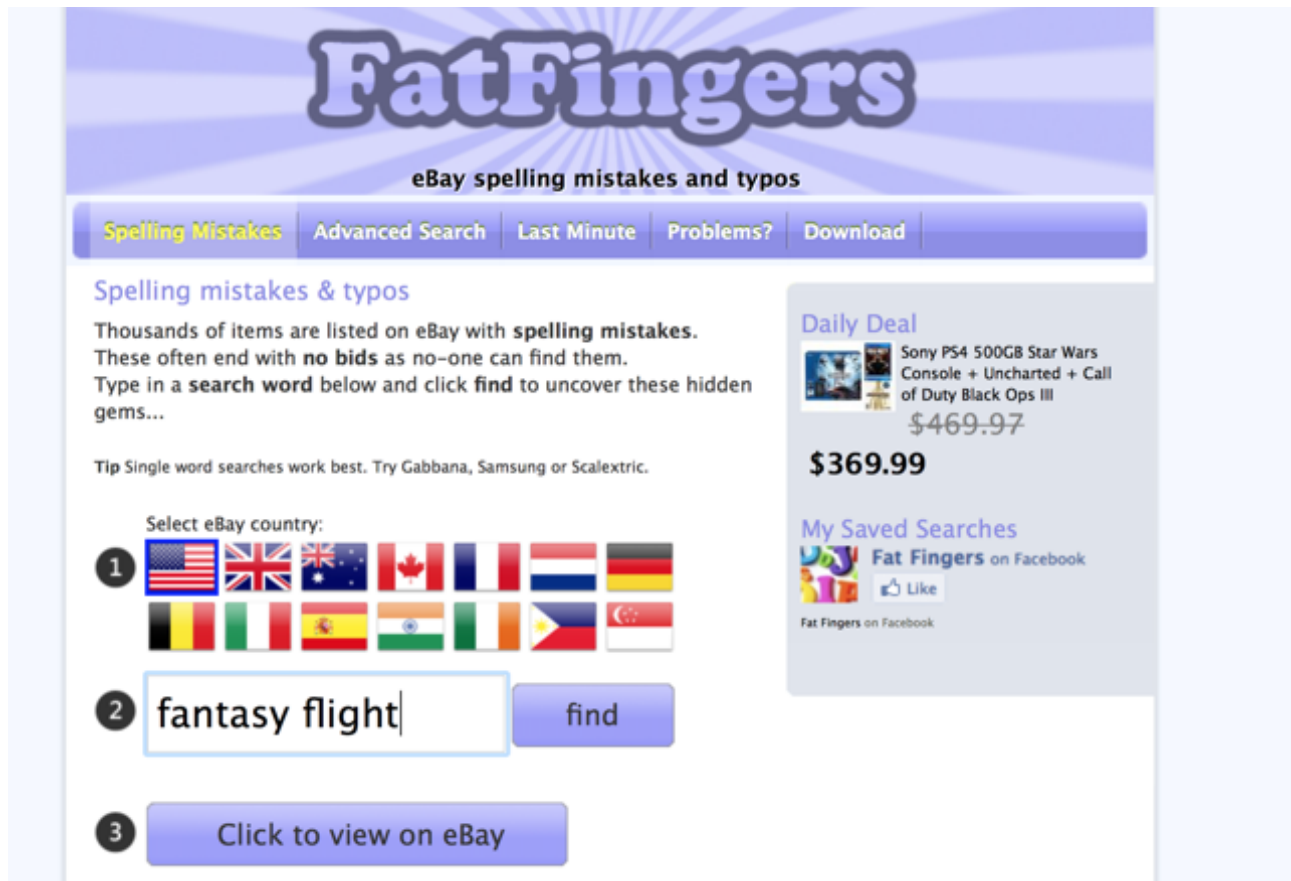 FatFingers
eBay spelling mistakes and typos
Spelling Mistakes
Advanced Search
Last Minute
Problems?
Download
Spelling mistakes & typos
Thousands of items are listed on eBay with spelling mistakes.
These often end with no bids as no-one can find them.
Type in a search word below and click find to uncover these hidden
gems...
Tip Single word searches work best. Try Gabbana, Samsung or Scalextric.
Select eBay country:
1
2
fantasy flight
find
3
Click to view on eBay
Daily Deal
Sony PS4 500GB Star Wars
Console + Uncharted + Call
of Duty Black Ops III
$469.97
$369.99
My Saved Searches
Fat Fingers on Facebook
Like
Fat Fingers on Facebook